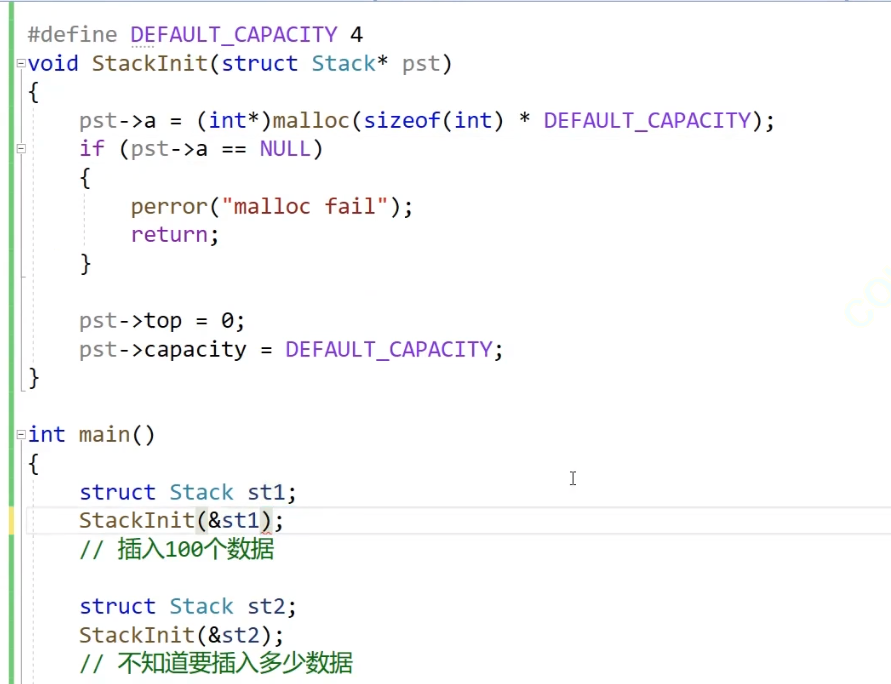 #define DEFAULT_CAPACITY 4
void StackInit(struct Stack* pst)
{
    pst->a = (int*)malloc(sizeof(int) * DEFAULT_CAPACITY);
    if (pst->a == NULL)
    {
        perror("malloc fail");
        return;
    }

    pst->top = 0;
    pst->capacity = DEFAULT_CAPACITY;
}

int main()
{
    struct Stack st1;
    StackInit(&st1);
    // 插入100个数据

    struct Stack st2;
    StackInit(&st2);
    // 不知道要插入多少数据